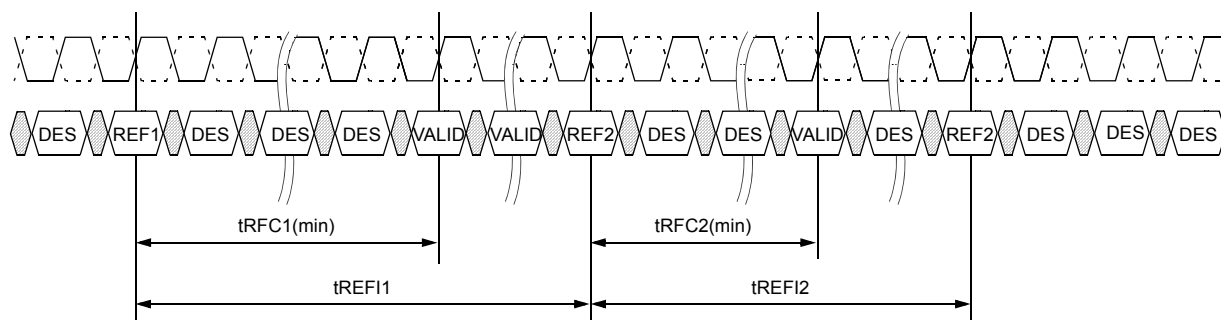 DES REF1 DES DES DES VALID VALID REF2 DES DES VALID DES REF2 DES DES DES
tRFC1(min) tRFC2(min)
tREFI1 tREFI2